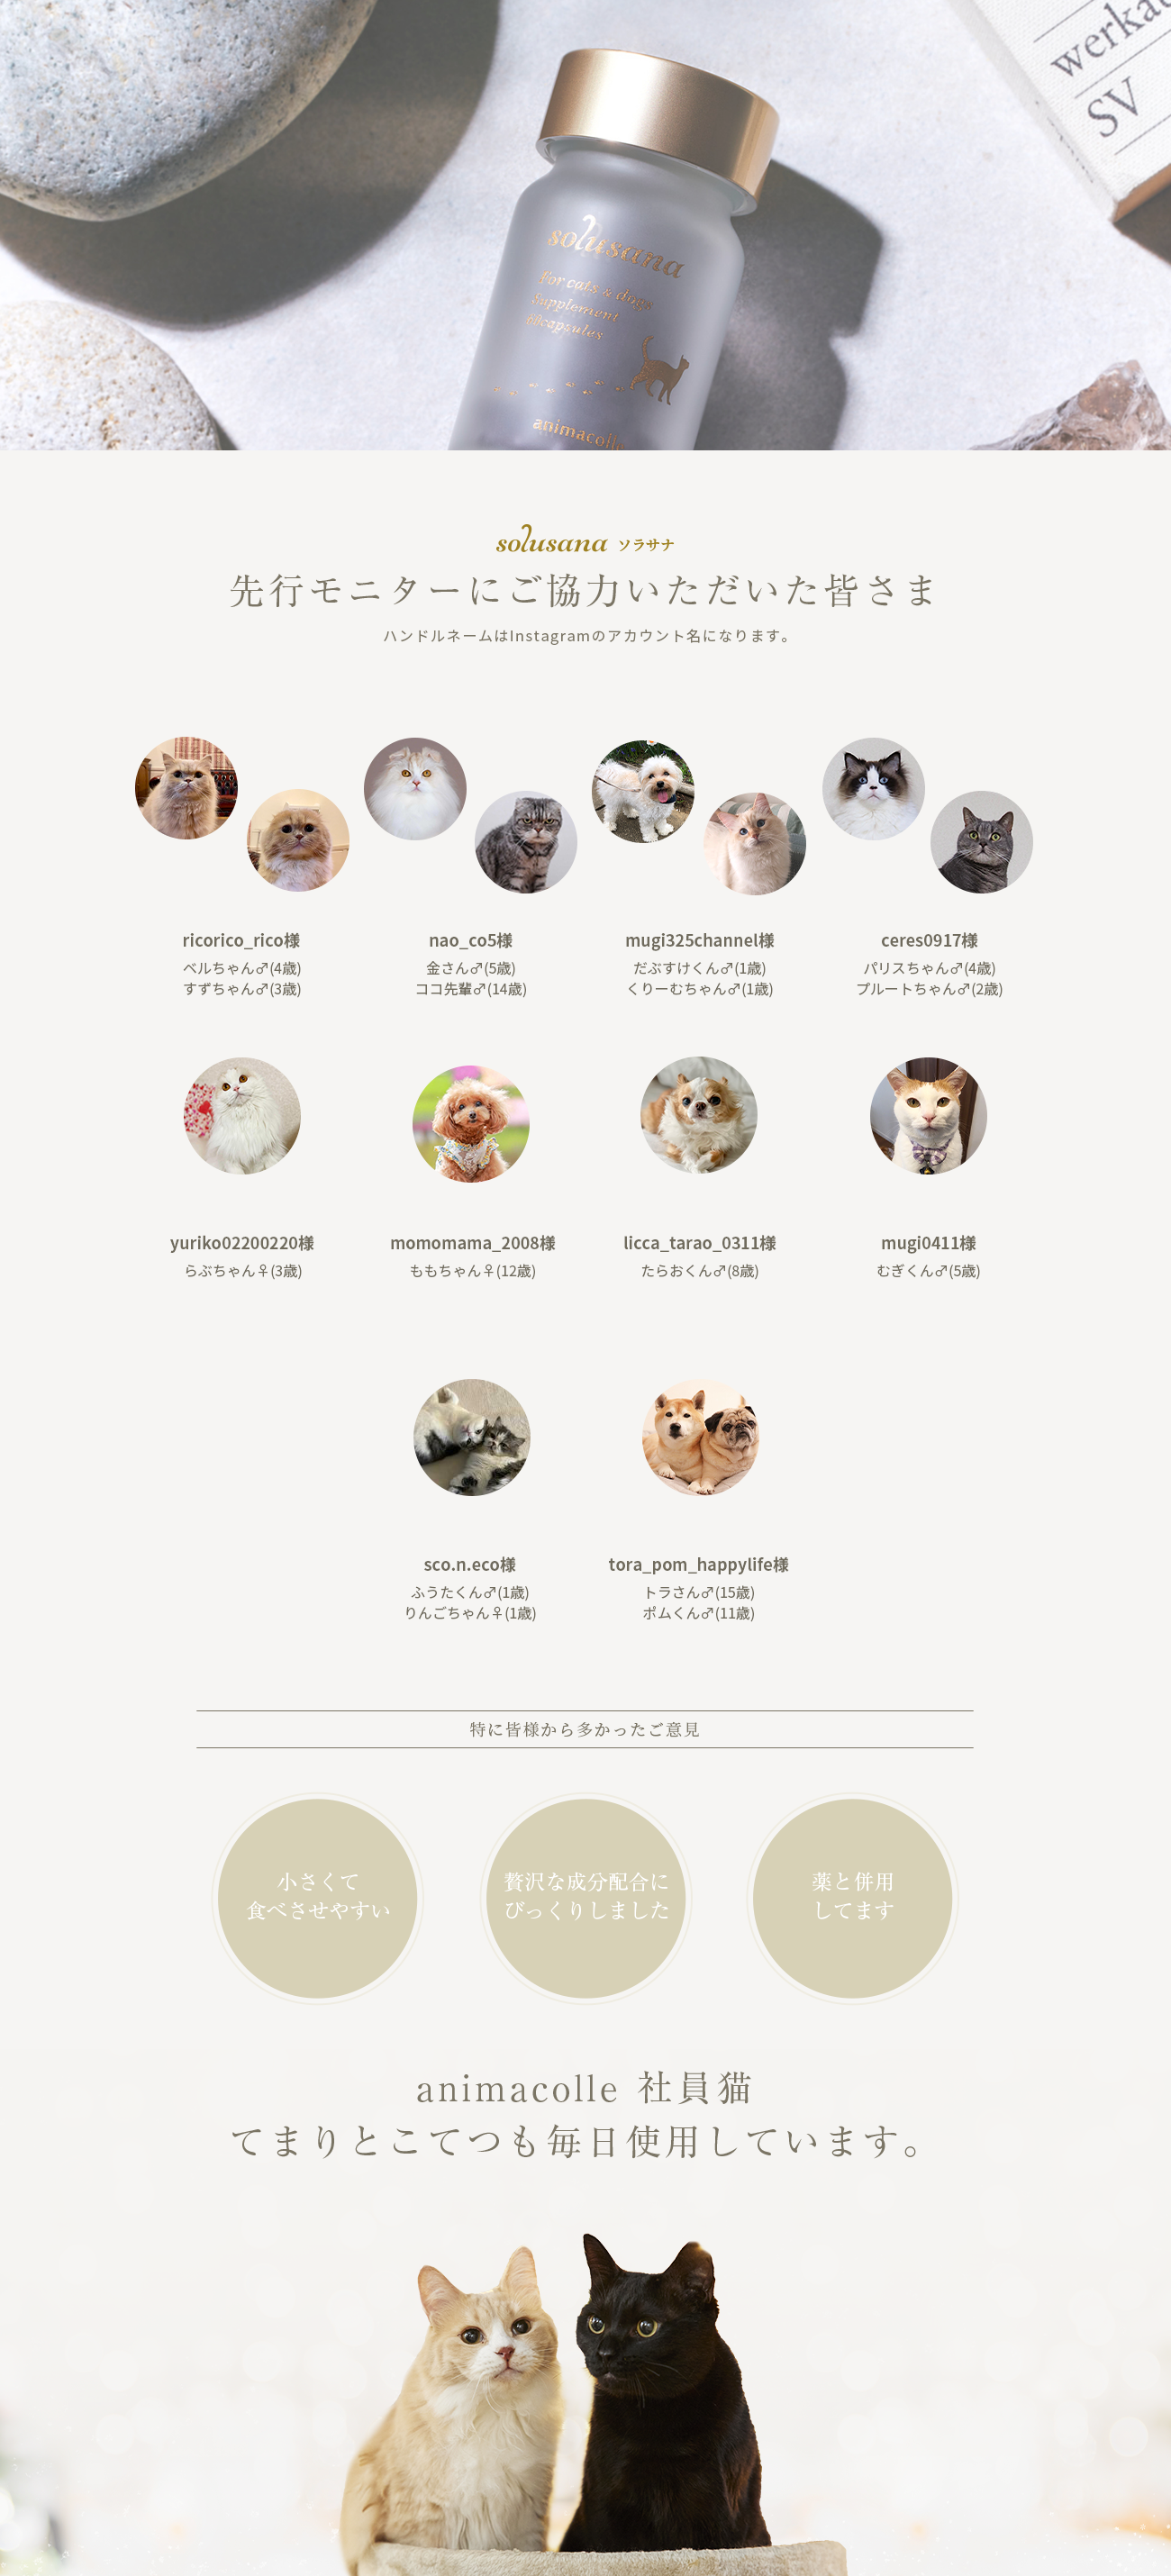 werka
SV
solusana
For cats & dogs
Supplement
60capsules
animacolle
solusana ソラサナ
先行モニターにご協力いただいた皆さま
ハンドルネームはInstagramのアカウント名になります。
ricorico_rico様
ベルちゃん♂(4歳)
すずちゃん♂(3歳)
nao_co5様
金さん♂(5歳)
ココ先輩♂(14歳)
mugi325channel様
だぶすけくん♂(1歳)
くりーむちゃん♂(1歳)
ceres0917様
パリスちゃん♂(4歳)
プルートちゃん♂(2歳)
yuriko02200220様
らぶちゃん♀(3歳)
momomama_2008様
ももちゃん♀(12歳)
licca_tarao_0311様
たらおくん♂(8歳)
mugi0411様
むぎくん♂(5歳)
sco.n.eco様
ふうたくん♂(1歳)
りんごちゃん♀(1歳)
tora_pom_happylife様
トラさん♂(15歳)
ポムくん♂(11歳)
特に皆様から多かったご意見
小さくて
食べさせやすい
贅沢な成分配合に
びっくりしました
薬と併用
してます
animacolle 社員猫
てまりとこてつも毎日使用しています。